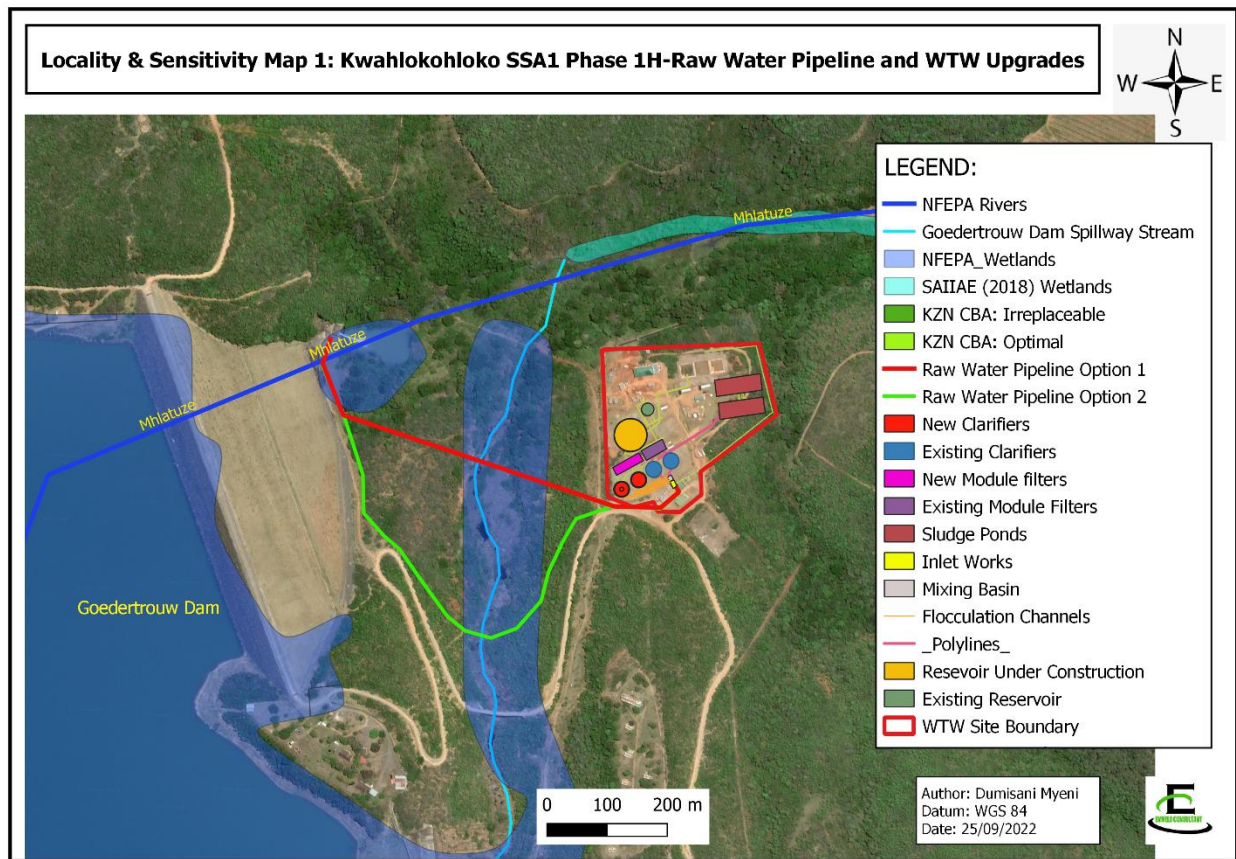 Locality & Sensitivity Map 1: Kwahlokohloko SSA1 Phase 1H-Raw Water Pipeline and WTW Upgrades
N
W E
S
LEGEND:
NFEPA Rivers
Goedertrouw Dam Spillway Stream
NFEPA_Wetlands
SAIIAE (2018) Wetlands
KZN CBA: Irreplaceable
KZN CBA: Optimal
Raw Water Pipeline Option 1
Raw Water Pipeline Option 2
New Clarifiers
Existing Clarifiers
New Module filters
Existing Module Filters
Sludge Ponds
Inlet Works
Mixing Basin
Flocculation Channels
_Polylines_
Resevoir Under Construction
Existing Reservoir
WTW Site Boundary
Mhlatuze
Mhlatuze
Mhlatuze
Goedertrouw Dam
0 100 200 m
Author: Dumisani Myeni
Datum: WGS 84
Date: 25/09/2022
E